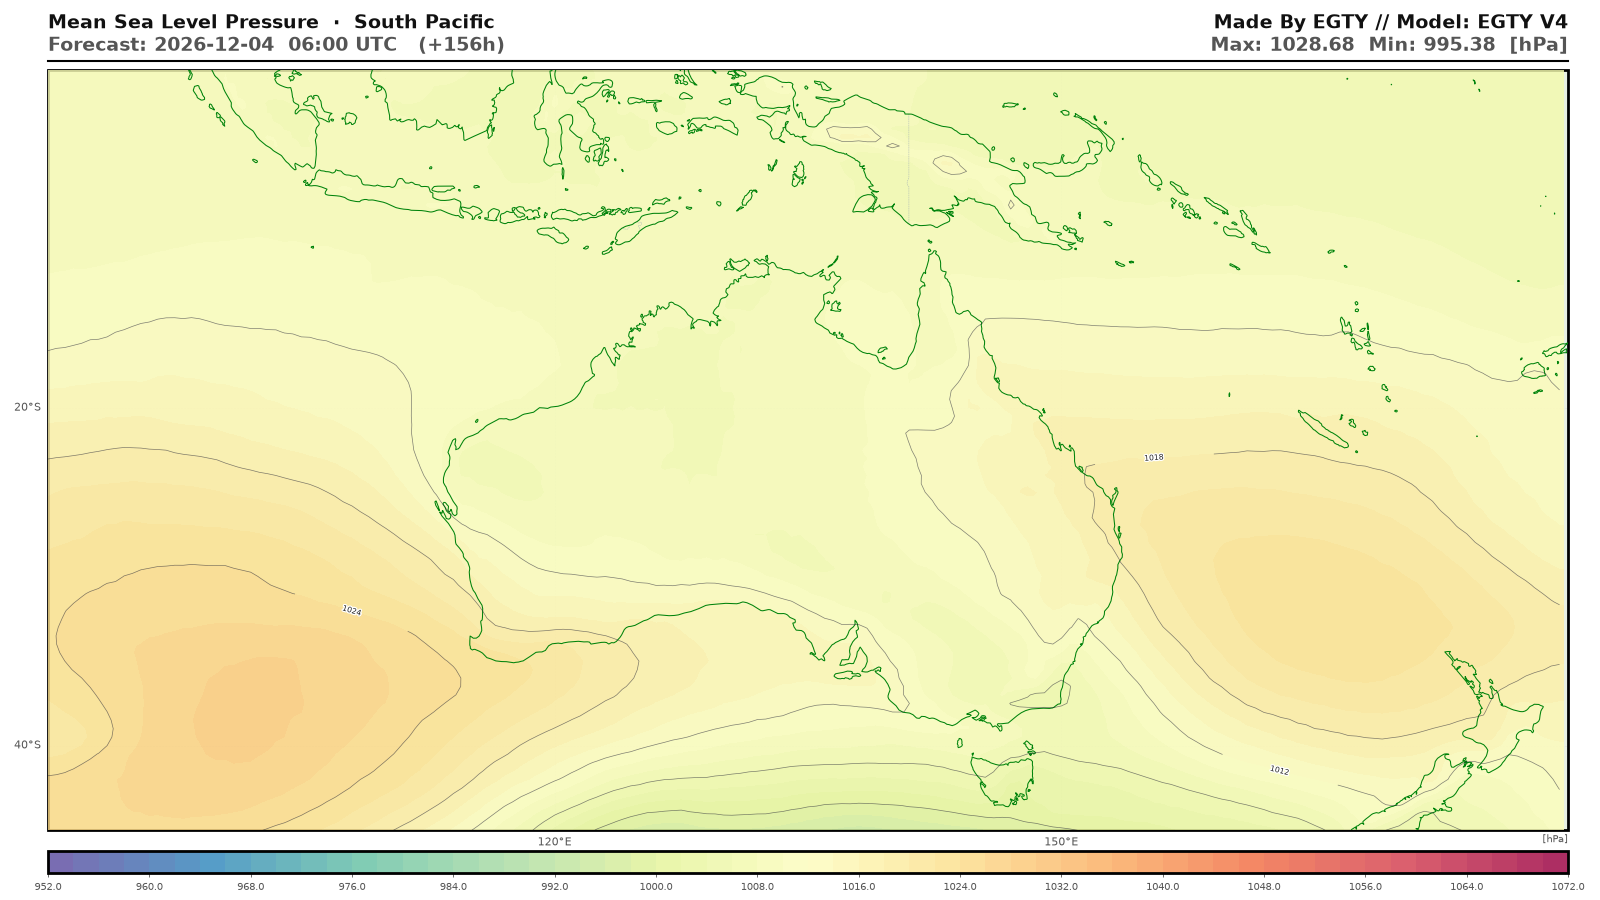 Mean Sea Level Pressure · South Pacific
Made By EGTY // Model: EGTY V4
Forecast: 2026-12-04 06:00 UTC (+156h)
Max: 1028.68 Min: 995.38 [hPa]
20°S
1018
1024
40°S
1012
120°E
150°E
[hPa]
952.0 960.0 968.0 976.0 984.0 992.0 1000.0 1008.0 1016.0 1024.0 1032.0 1040.0 1048.0 1056.0 1064.0 1072.0